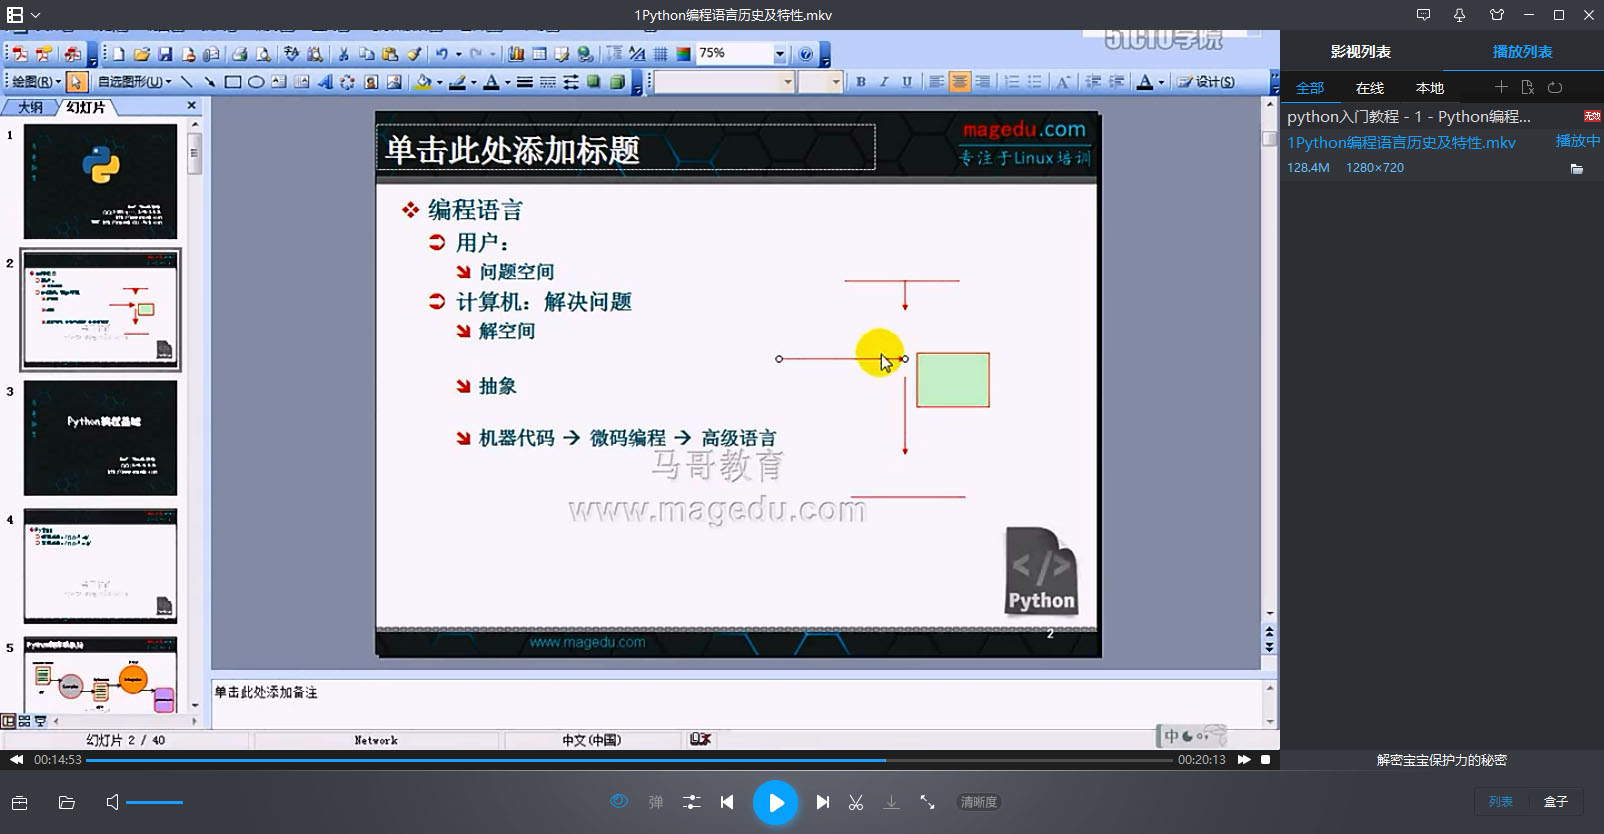 1Python编程语言历史及特性.mkv
51CTO学院
75%
绘图(R)
自选图形(U)
B I U
设计(S)
大纲
幻灯片
1
2
3
Python编程基础
4
5
单击此处添加标题
magedu.com
专注于Linux培训
编程语言
用户：
问题空间
计算机：解决问题
解空间
抽象
机器代码 → 微码编程 → 高级语言
马哥教育
www.magedu.com
</>
Python
www.magedu.com
2
单击此处添加备注
幻灯片 2 / 40
Network
中文(中国)
中
00:14:53
00:20:13
弹
清晰度
影视列表
播放列表
全部
在线
本地
python入门教程 - 1 - Python编程...
无效
1Python编程语言历史及特性.mkv
播放中
128.4M
1280×720
解密宝宝保护力的秘密
列表
盒子